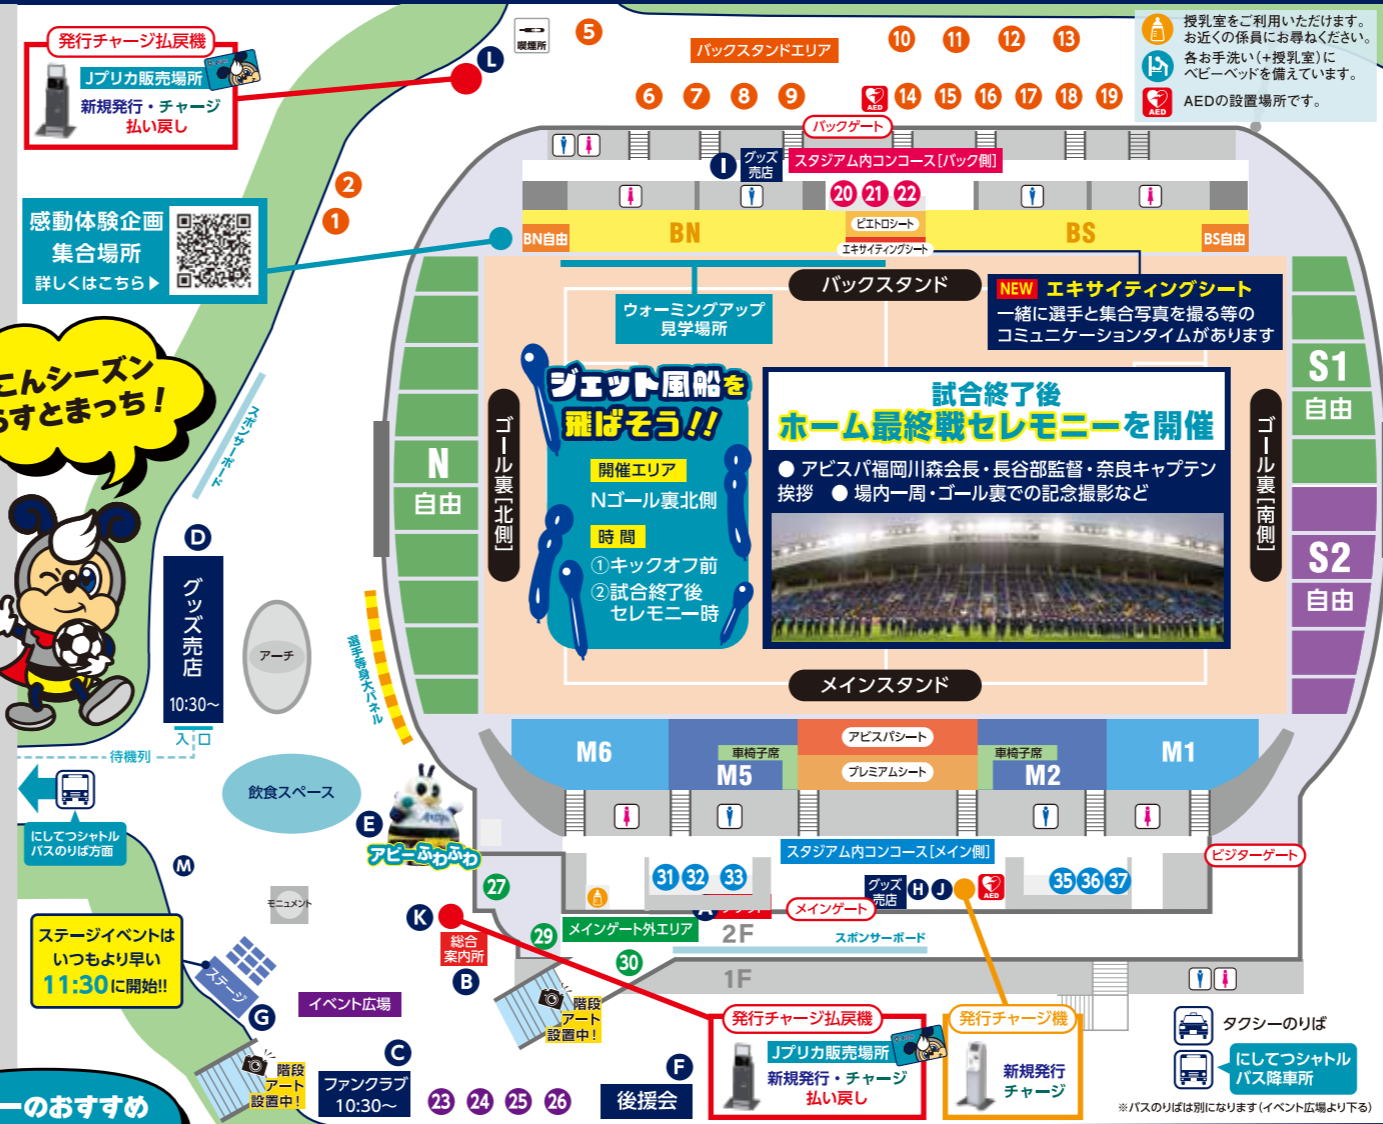 発行チャージ払戻機
Jプリカ販売場所
新規発行・チャージ
払い戻し
喫煙所
L
5
バックスタンドエリア
10 11 12 13
6 7 8 9
AED
14 15 16 17 18 19
授乳室をご利用いただけます。
お近くの係員にお尋ねください。
各お手洗い(+授乳室)に
ベビーベッドを備えています。
AED
AEDの設置場所です。
バックゲート
I
グッズ
売店
スタジアム内コンコース[バック側]
20 21 22
2
1
感動体験企画
集合場所
詳しくはこちら▶
BN自由
BN
ピエトロシート
エキサイティングシート
BS
BS自由
バックスタンド
ウォーミングアップ
見学場所
NEW エキサイティングシート
一緒に選手と集合写真を撮る等の
コミュニケーションタイムがあります
こんシーズン
らすとまっち!
スポンサーボード
N
自由
ゴール裏[北側]
ジェット風船を
飛ばそう!!
開催エリア
Nゴール裏北側
時間
①キックオフ前
②試合終了後
セレモニー時
試合終了後
ホーム最終戦セレモニーを開催
● アビスパ福岡川森会長・長谷部監督・奈良キャプテン
挨拶 ● 場内一周・ゴール裏での記念撮影など
ゴール裏[南側]
S1
自由
S2
自由
メインスタンド
D
グッズ売店
10:30~
入口
待機列
アーチ
選手等身大パネル
にしてつシャトル
バスのりば方面
飲食スペース
E
アビーふわふわ
M6
車椅子席
M5
アビスパシート
プレミアムシート
車椅子席
M2
M1
スタジアム内コンコース[メイン側]
ビジターゲート
31 32 33
グッズ
売店
H J
AED
35 36 37
27
A
メインゲート
M
モニュメント
K
総合
案内所
B
29
メインゲート外エリア
2F
スポンサーボード
30
1F
ステージイベントは
いつもより早い
11:30に開始!!
ステージ
G
イベント広場
階段
アート
設置中!
階段
アート
設置中!
C
ファンクラブ
10:30~
23 24 25 26
F
後援会
発行チャージ払戻機
Jプリカ販売場所
新規発行・チャージ
払い戻し
発行チャージ機
新規発行
チャージ
タクシーのりば
にしてつシャトル
バス降車所
※バスのりばは別になります(イベント広場より下る)
ーのおすすめ